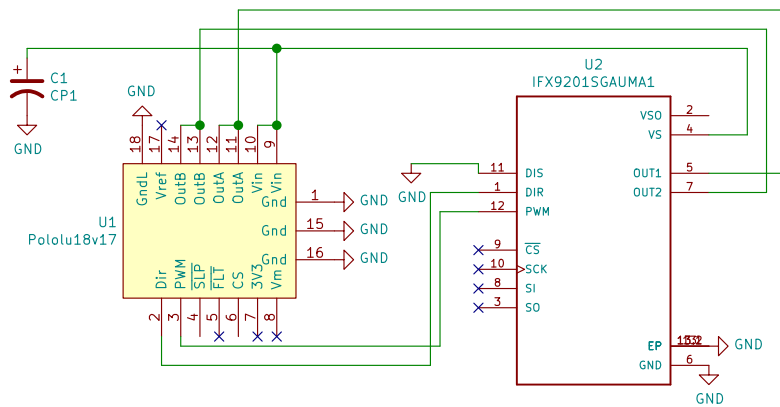 U2
IFX9201SGAUMA1
+
C1
CP1
GND
GND
18
17
14
13
12
11
10
9
GndL
Vref
OutB
OutB
OutA
OutA
Vin
Vin
U1
Pololu18v17
Gnd
1
GND
Gnd
15
GND
Gnd
16
GND
Dir
PWM
SLP
FLT
CS
3V3
Vm
2
3
4
5
6
7
8
GND
11
DIS
1
DIR
12
PWM
9
CS
10
SCK
8
SI
3
SO
VSO
2
VS
4
OUT1
5
OUT2
7
EP
GND
GND
6
GND